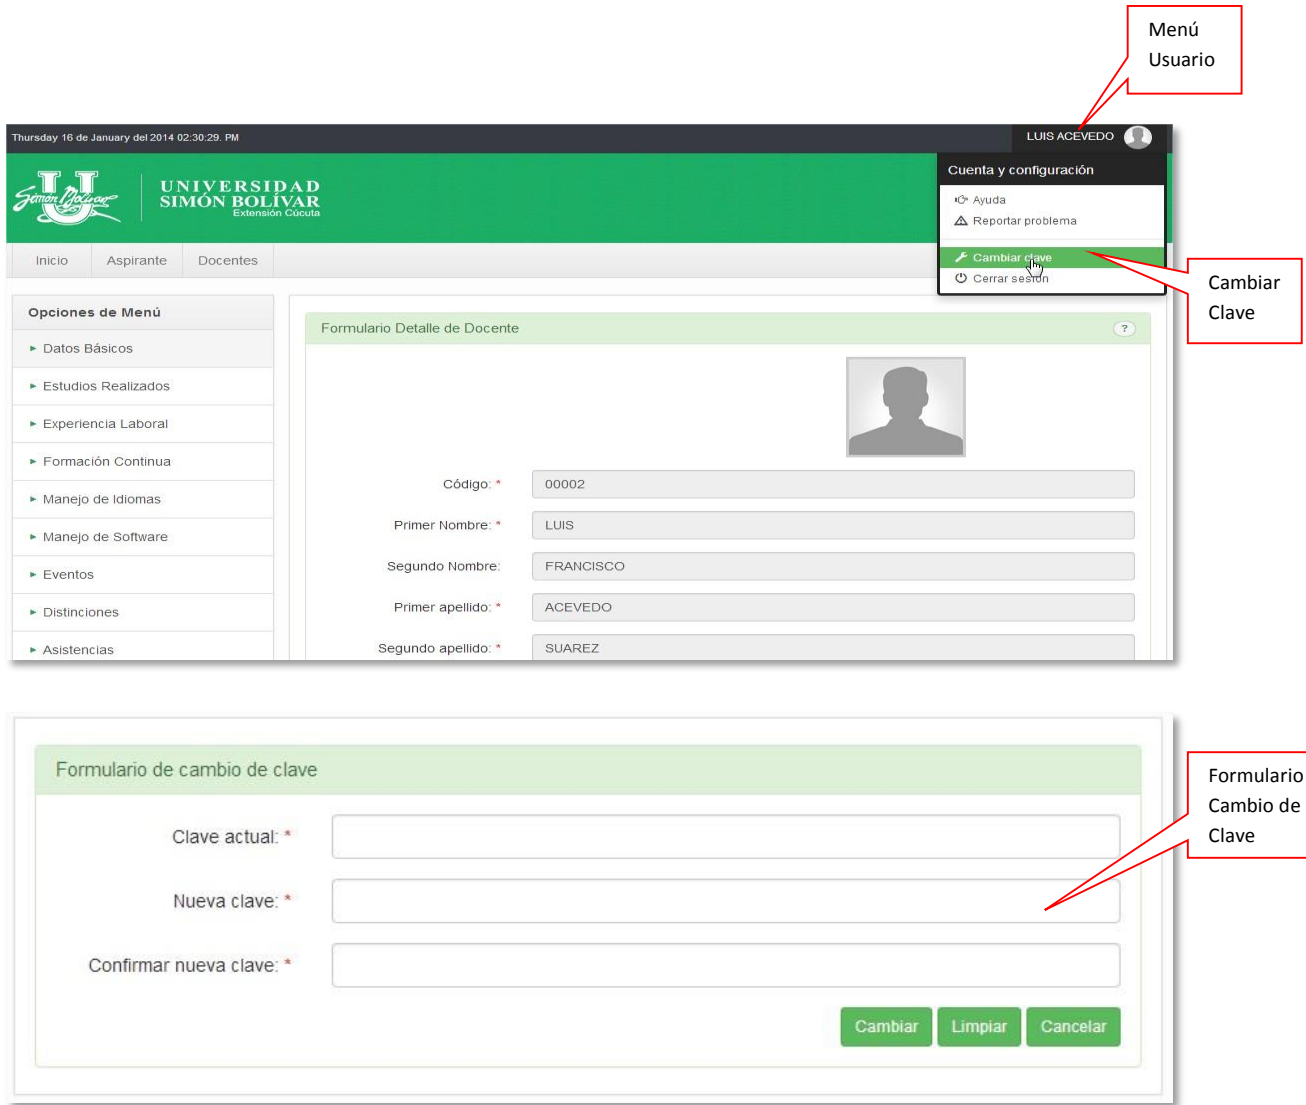 Menú
Usuario
Thursday 16 de January del 2014 02:30:29. PM
LUIS ACEVEDO
Simón Bolívar
UNIVERSIDAD
SIMÓN BOLÍVAR
Extensión Cúcuta
Cuenta y configuración
Ayuda
Reportar problema
Cambiar clave
Cerrar sesión
Cambiar
Clave
Inicio Aspirante Docentes
Opciones de Menú
Datos Básicos
Estudios Realizados
Experiencia Laboral
Formación Continua
Manejo de Idiomas
Manejo de Software
Eventos
Distinciones
Asistencias
Formulario Detalle de Docente ?
Código: * 00002
Primer Nombre: * LUIS
Segundo Nombre: FRANCISCO
Primer apellido: * ACEVEDO
Segundo apellido: * SUAREZ
Formulario de cambio de clave
Clave actual: *
Nueva clave: *
Confirmar nueva clave: *
Cambiar Limpiar Cancelar
Formulario
Cambio de
Clave